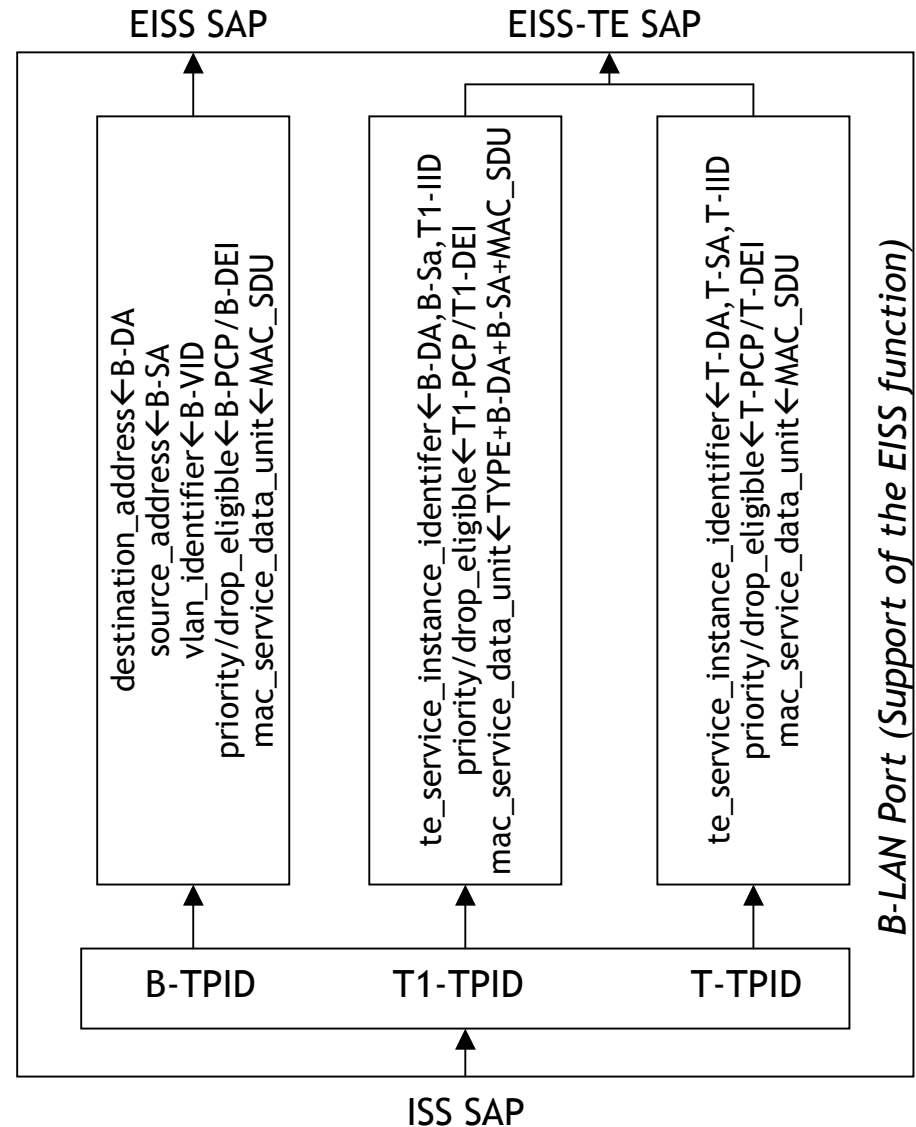 EISS SAP
EISS-TE SAP
destination_address←B-DA
source_address←B-SA
vlan_identifier←B-VID
priority/drop_eligible←B-PCP/B-DEI
mac_service_data_unit←MAC_SDU
te_service_instance_identifer←B-DA,B-Sa,T1-IID
priority/drop_eligible←T1-PCP/T1-DEI
mac_service_data_unit←TYPE+B-DA+B-SA+MAC_SDU
te_service_instance_identifier←T-DA,T-SA,T-IID
priority/drop_eligible←T-PCP/T-DEI
mac_service_data_unit←MAC_SDU
B-LAN Port (Support of the EISS function)
B-TPID
T1-TPID
T-TPID
ISS SAP